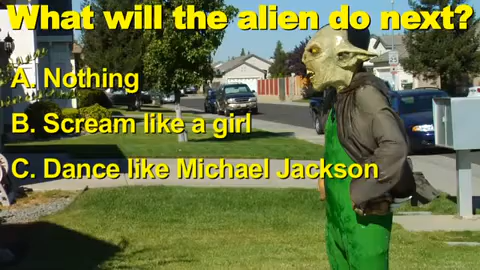 What will the alien do next?
A. Nothing
B. Scream like a girl
C. Dance like Michael Jackson